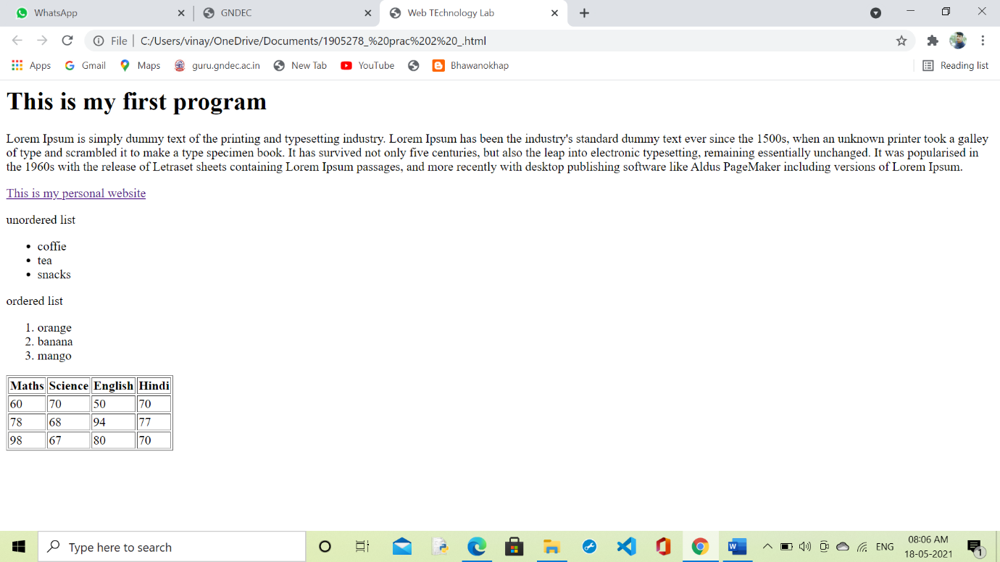 WhatsApp
GNDEC
Web TEchnology Lab
File
C:/Users/vinay/OneDrive/Documents/1905278_%20prac%202%20_.html
Apps
Gmail
Maps
guru.gndec.ac.in
New Tab
YouTube
Bhawanokhap
Reading list
This is my first program
Lorem Ipsum is simply dummy text of the printing and typesetting industry. Lorem Ipsum has been the industry's standard dummy text ever since the 1500s, when an unknown printer took a galley
of type and scrambled it to make a type specimen book. It has survived not only five centuries, but also the leap into electronic typesetting, remaining essentially unchanged. It was popularised in
the 1960s with the release of Letraset sheets containing Lorem Ipsum passages, and more recently with desktop publishing software like Aldus PageMaker including versions of Lorem Ipsum.
This is my personal website
unordered list
• coffie
• tea
• snacks
ordered list
1. orange
2. banana
3. mango
Maths Science English Hindi
60 70 50 70
78 68 94 77
98 67 80 70
Type here to search
ENG
08:06 AM
18-05-2021
1